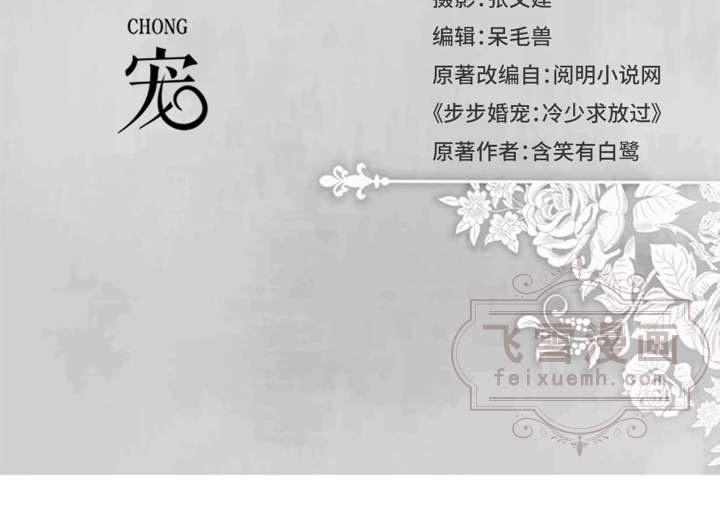 CHONG
宠
编辑：呆毛兽
原著改编自：阅明小说网
《步步婚宠：冷少求放过》
原著作者：含笑有白鹭
飞雪漫画
feixuemh.com